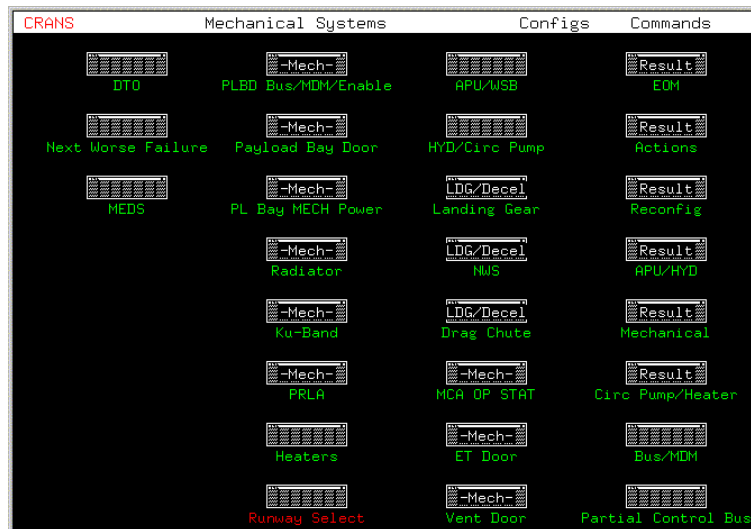 CRANS Mechanical Systems Configs Commands
-Mech- Result
DTO PLBD Bus/MDM/Enable APU/WSB EOM
-Mech- Result
Next Worse Failure Payload Bay Door HYD/Circ Pump Actions
-Mech- LDG/Decel Result
MEDS PL Bay MECH Power Landing Gear Reconfig
-Mech- LDG/Decel Result
Radiator NWS APU/HYD
-Mech- LDG/Decel Result
Ku-Band Drag Chute Mechanical
-Mech- -Mech- Result
PRLA MCA OP STAT Circ Pump/Heater
-Mech-
Heaters ET Door Bus/MDM
-Mech-
Runway Select Vent Door Partial Control Bus